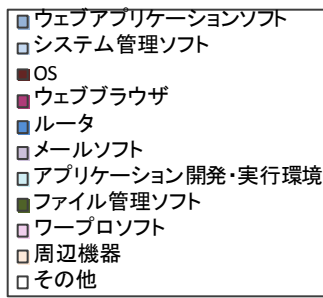 ウェブアプリケーションソフト
システム管理ソフト
OS
ウェブブラウザ
ルータ
メールソフト
アプリケーション開発・実行環境
ファイル管理ソフト
ワープロソフト
周辺機器
その他